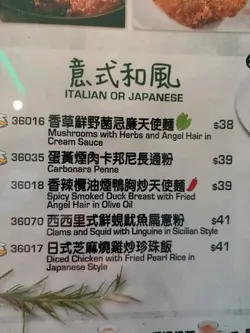 意式和風
ITALIAN OR JAPANESE
36016 香草鮮野菌忌廉天使麵 $38
Mushrooms with Herbs and Angel Hair in
Cream Sauce
36035 蛋黃煙肉卡邦尼長通粉 $39
Carbonara Penne
36018 香辣欖油煙鴨胸炒天使麵 $39
Spicy Smoked Duck Breast with Fried
Angel Hair in Olive Oil
36070 西西里式鮮蜆魷魚扁意粉 $41
Clams and Squid with Linguine in Sicilian Style
36017 日式芝麻燒雞炒珍珠飯 $41
Diced Chicken with Fried Pearl Rice in
Japanese Style